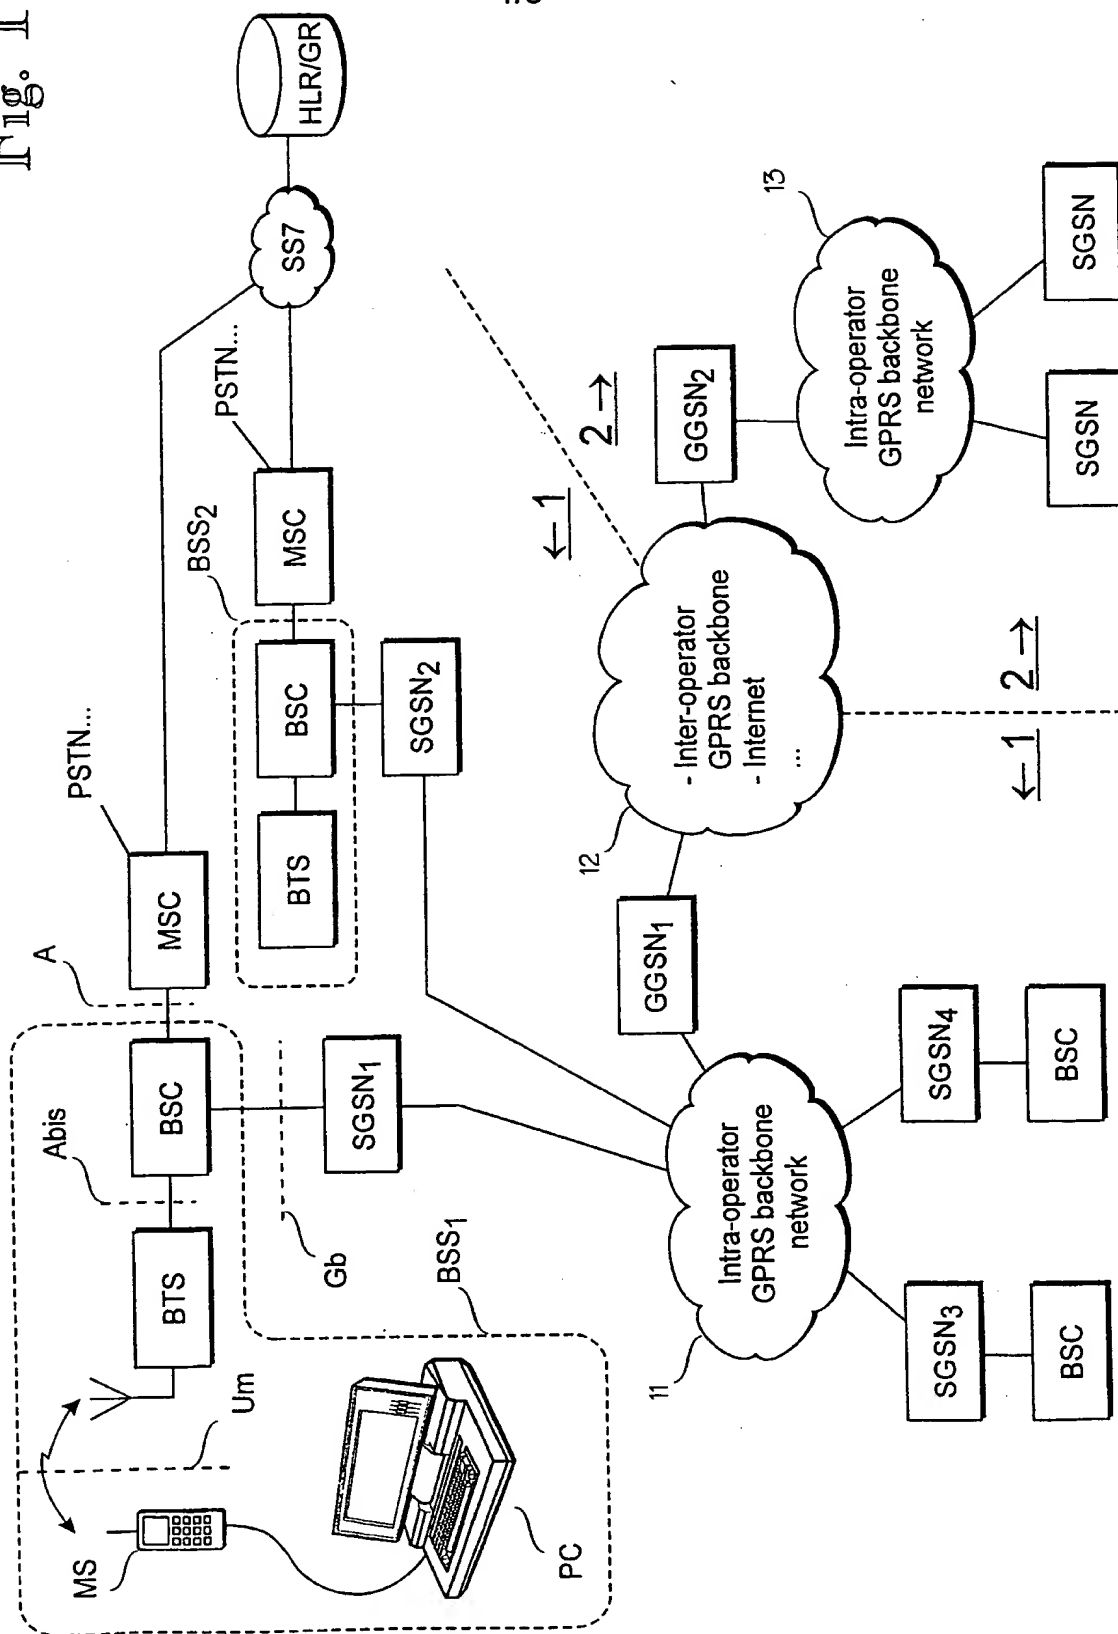 Fig. 1
HLR/GR
SS7
PSTN...
MSC
BSS2
BSC
BTS
SGSN2
PSTN...
MSC
A
BSC
Abis
BTS
SGSN1
Gb
BSS1
Um
MS
PC
←1
2→
GGSN2
13
Intra-operator
GPRS backbone
network
SGSN
SGSN
- Inter-operator
GPRS backbone
- Internet
...
12
←1
2→
GGSN1
Intra-operator
GPRS backbone
network
11
SGSN4
BSC
SGSN3
BSC